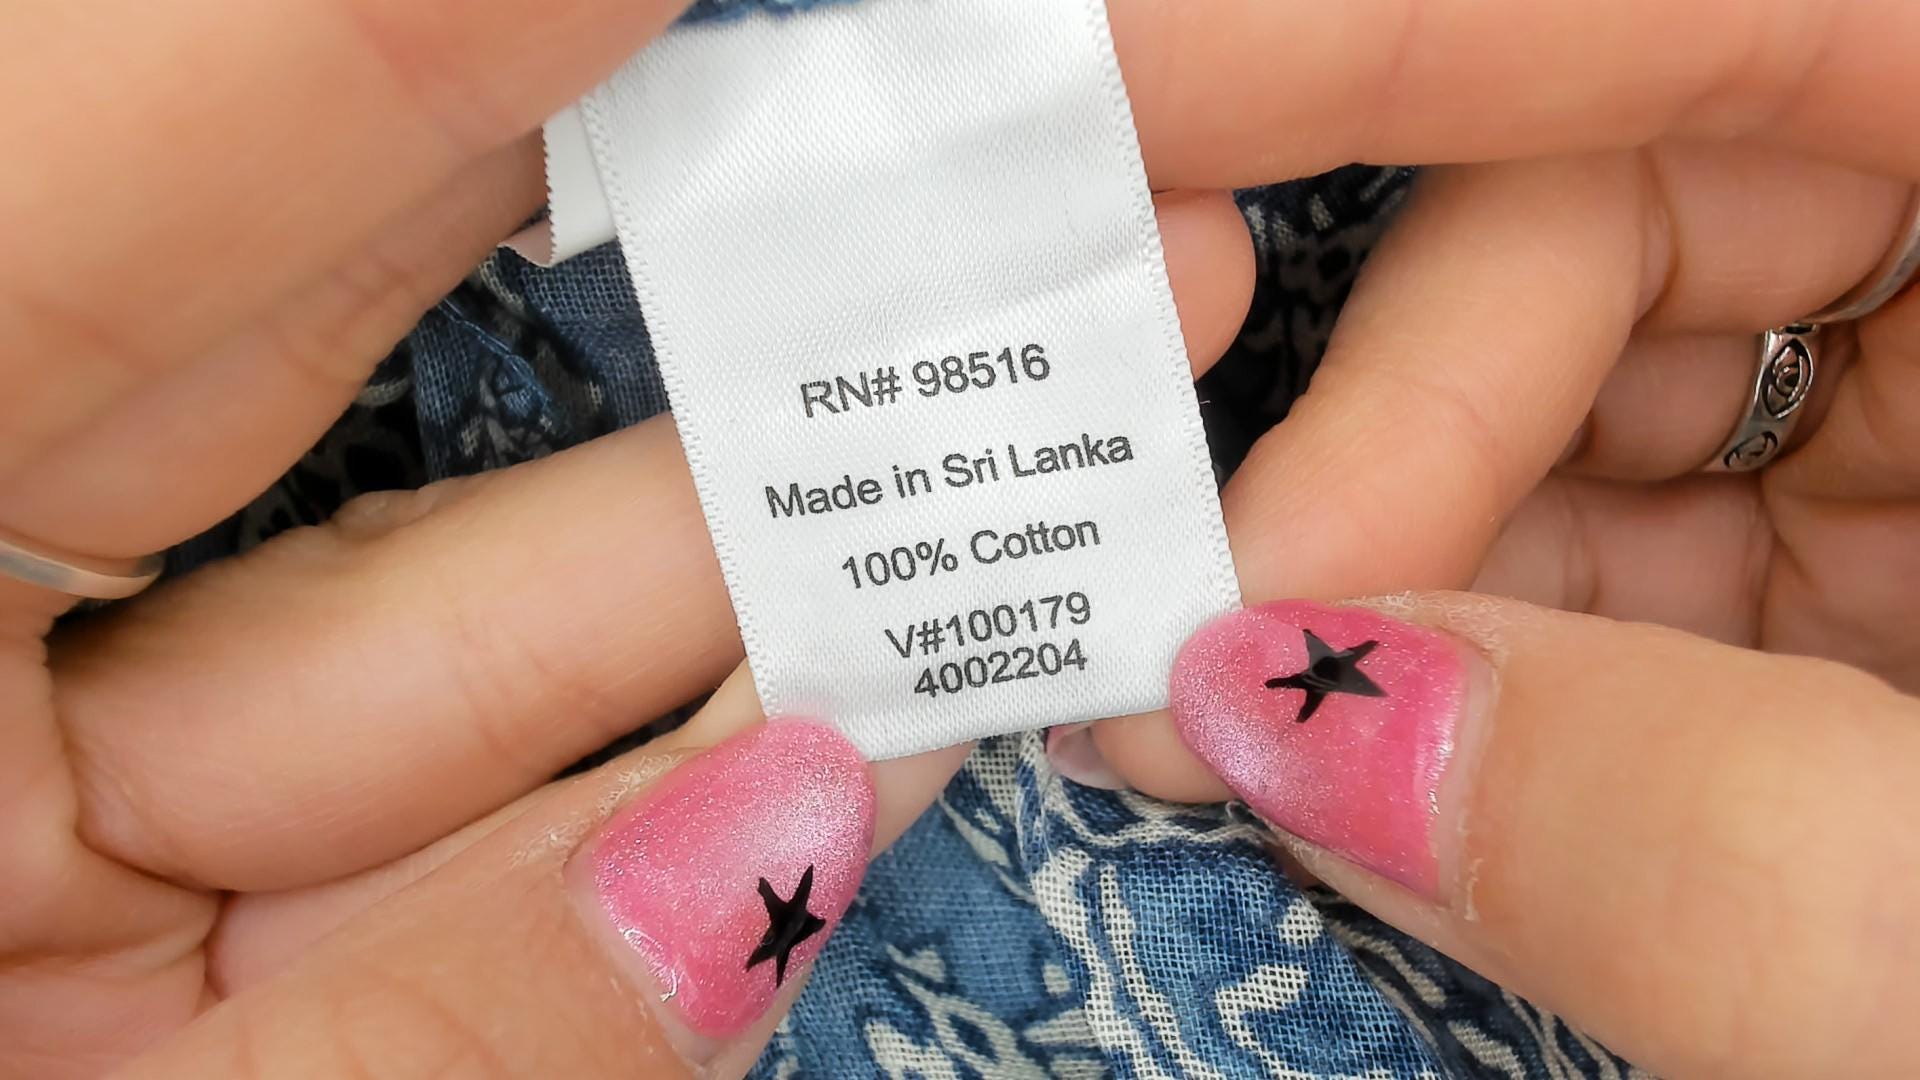 RN# 98516
Made in Sri Lanka
100% Cotton
V#100179
4002204